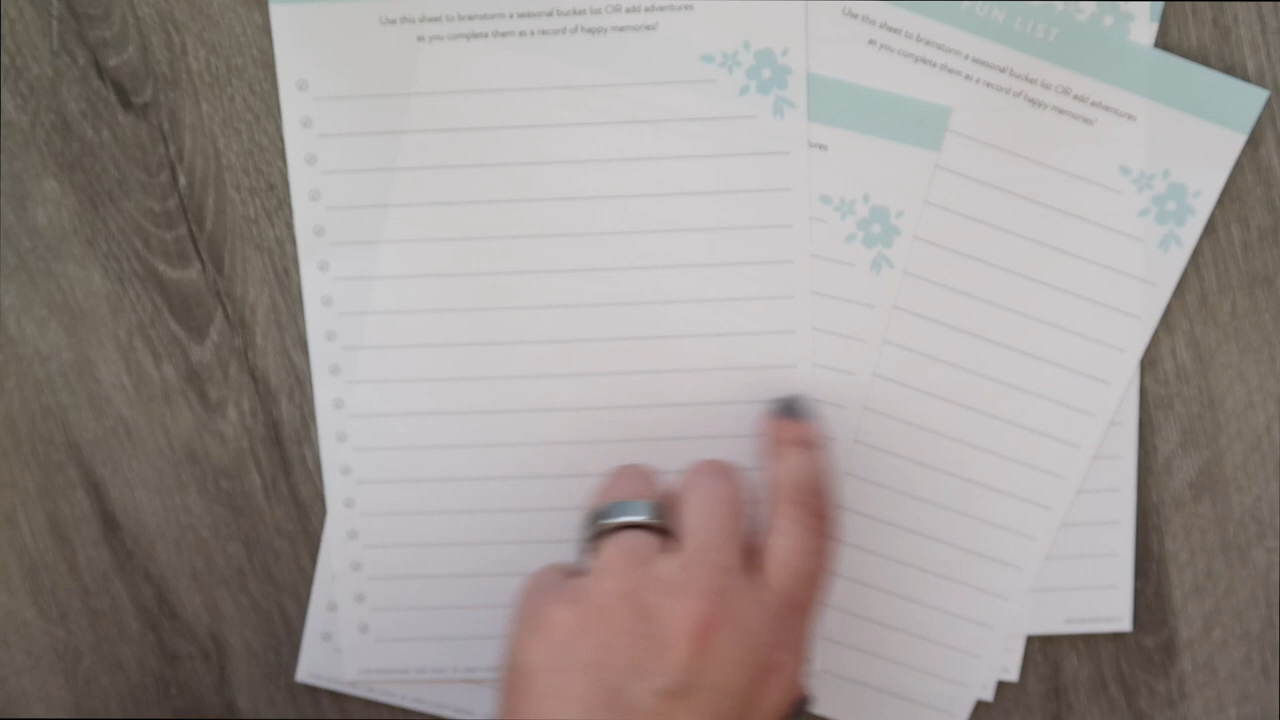 Use this sheet to brainstorm a seasonal bucket list OR add adventures
as you complete them as a record of happy memories!
FUN LIST
Use this sheet to brainstorm a seasonal bucket list OR add adventures
as you complete them as a record of happy memories!
ures